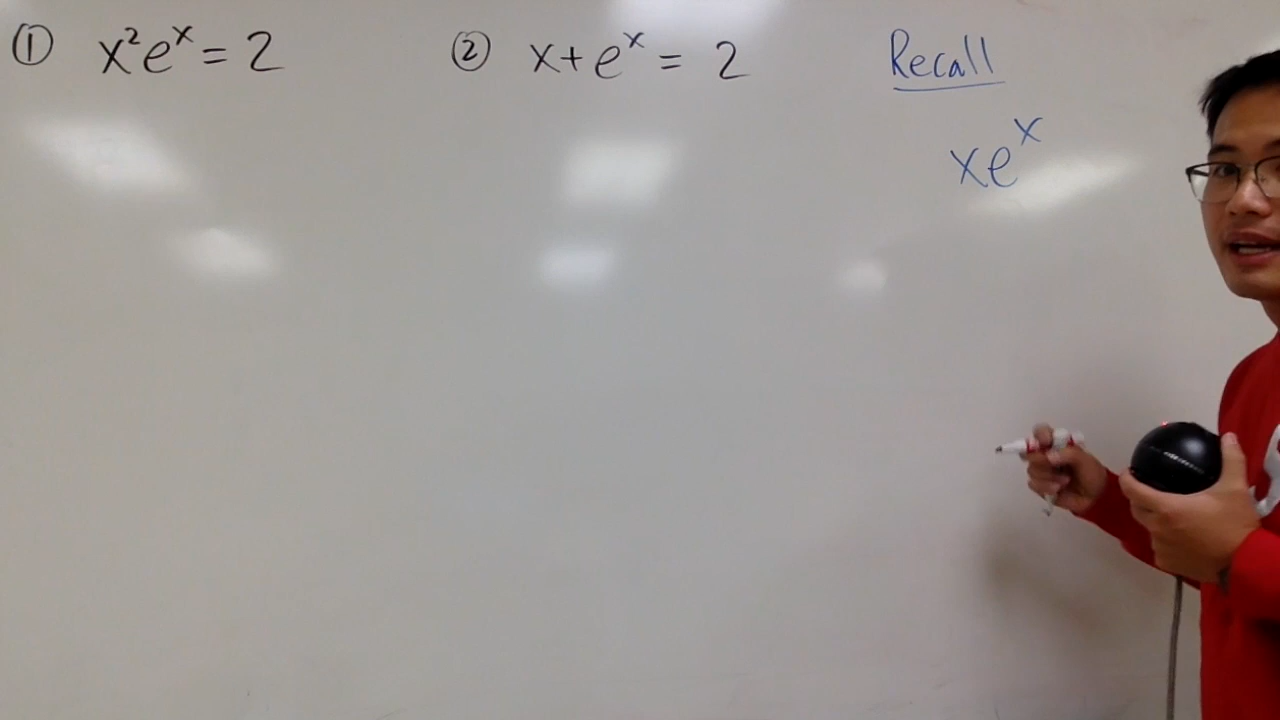 ① x²eˣ = 2
② x + eˣ = 2
Recall
xeˣ